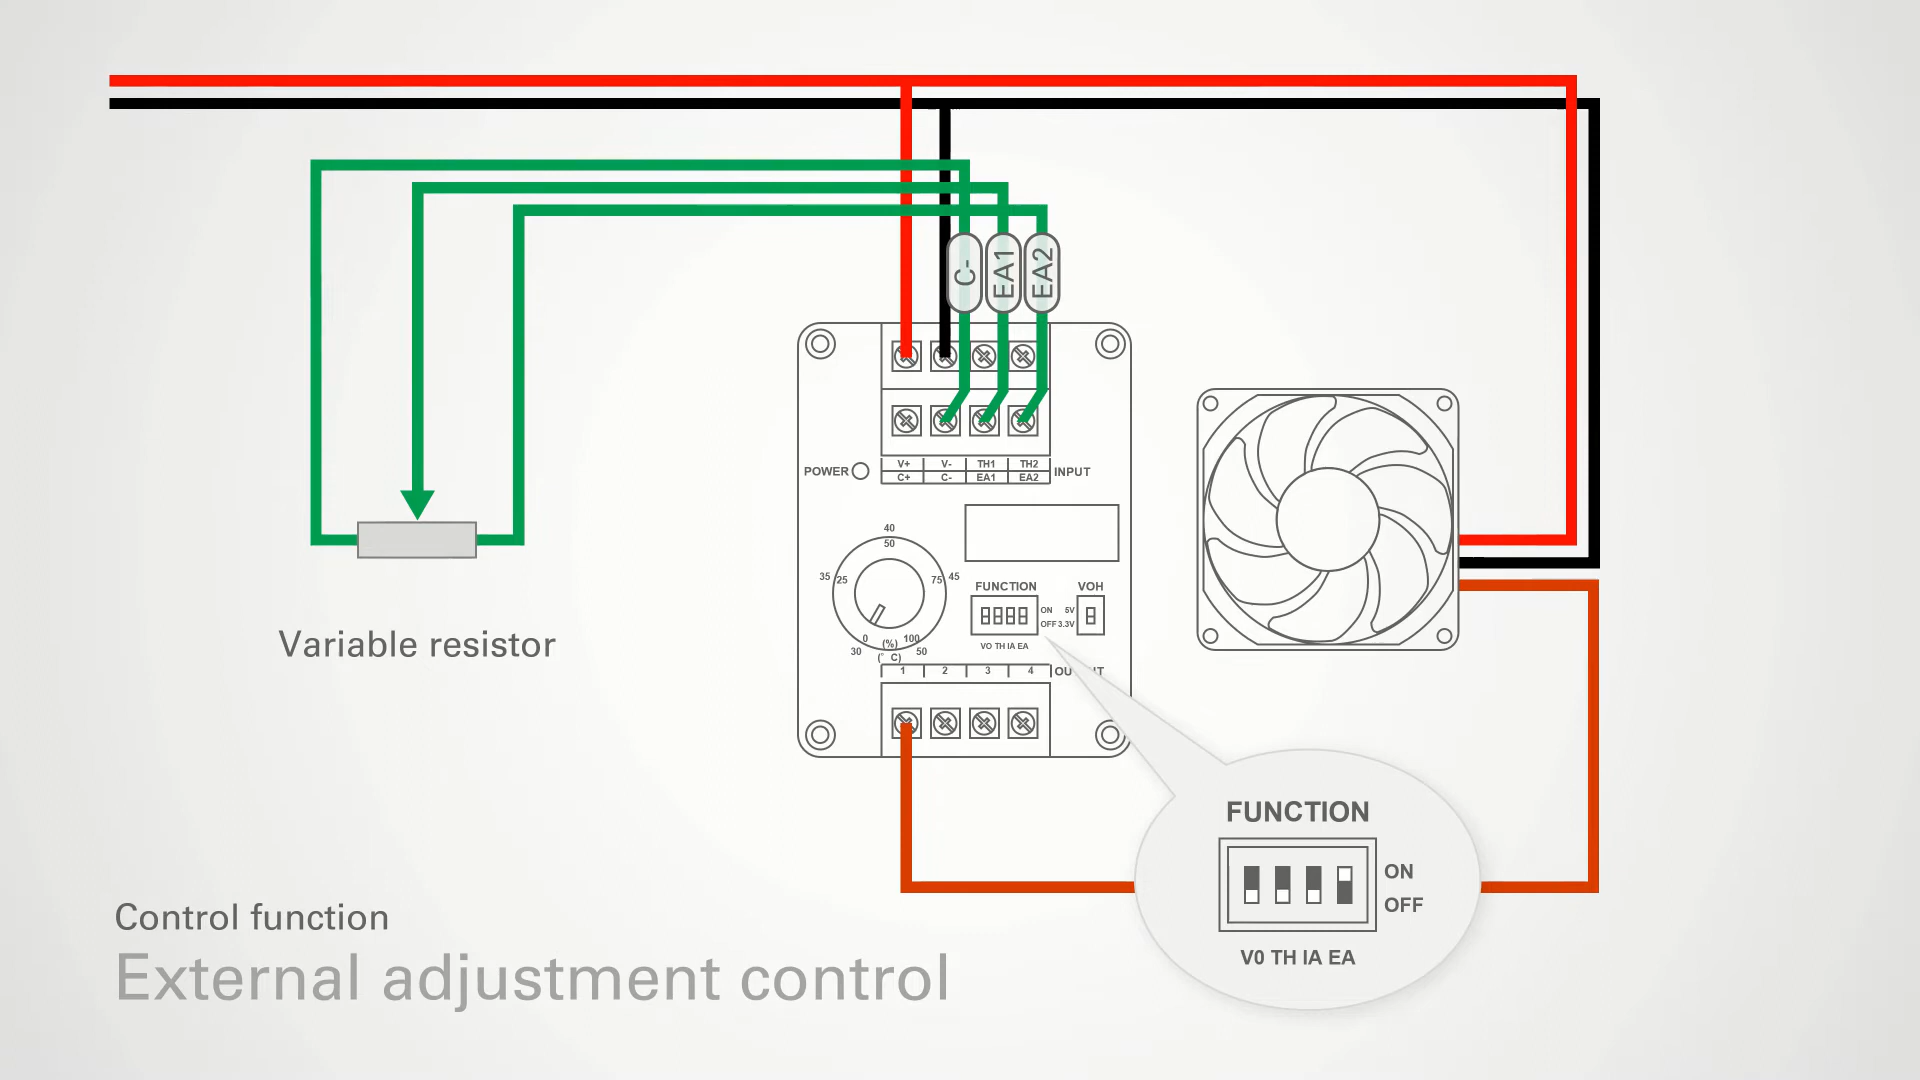 C- EA1 EA2
V+ V- TH1 TH2
POWER INPUT
C+ C- EA1 EA2
40
50
35 25 75 45
FUNCTION VOH
ON 5V
OFF 3.3V
0 (%) 100
VO TH IA EA
30 (°C) 50
1 2 3 4
Variable resistor
FUNCTION
ON
OFF
V0 TH IA EA
Control function
External adjustment control